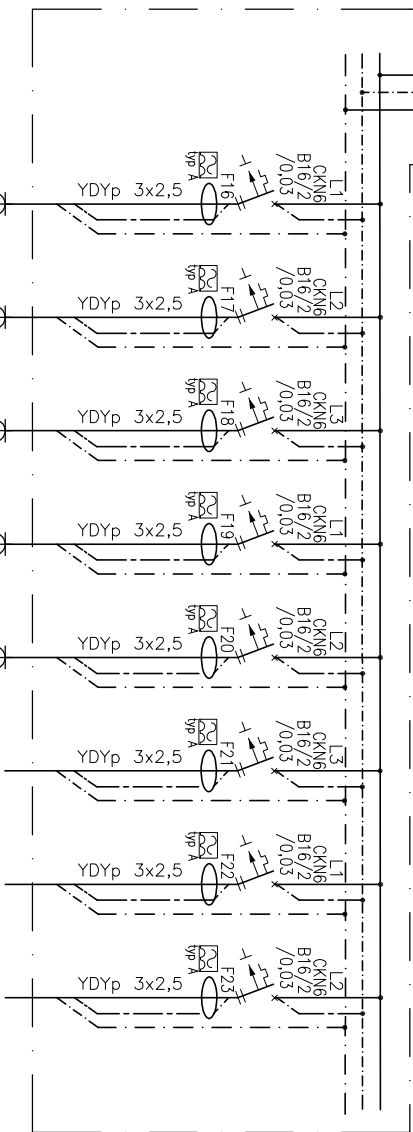 L1
CKN6
B16/2
/0,03
F16
typ A
YDYp 3x2,5
L2
CKN6
B16/2
/0,03
F17
typ A
YDYp 3x2,5
L3
CKN6
B16/2
/0,03
F18
typ A
YDYp 3x2,5
L1
CKN6
B16/2
/0,03
F19
typ A
YDYp 3x2,5
L2
CKN6
B16/2
/0,03
F20
typ A
YDYp 3x2,5
L3
CKN6
B16/2
/0,03
F21
typ A
YDYp 3x2,5
L1
CKN6
B16/2
/0,03
F22
typ A
YDYp 3x2,5
L2
CKN6
B16/2
/0,03
F23
typ A
YDYp 3x2,5